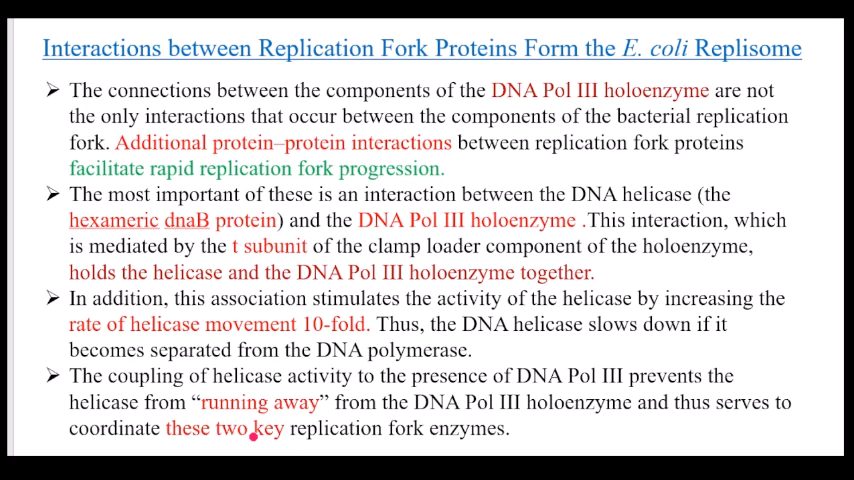 Interactions between Replication Fork Proteins Form the E. coli Replisome
➢ The connections between the components of the DNA Pol III holoenzyme are not
the only interactions that occur between the components of the bacterial replication
fork. Additional protein–protein interactions between replication fork proteins
facilitate rapid replication fork progression.
➢ The most important of these is an interaction between the DNA helicase (the
hexameric dnaB protein) and the DNA Pol III holoenzyme .This interaction, which
is mediated by the t subunit of the clamp loader component of the holoenzyme,
holds the helicase and the DNA Pol III holoenzyme together.
➢ In addition, this association stimulates the activity of the helicase by increasing the
rate of helicase movement 10-fold. Thus, the DNA helicase slows down if it
becomes separated from the DNA polymerase.
➢ The coupling of helicase activity to the presence of DNA Pol III prevents the
helicase from “running away” from the DNA Pol III holoenzyme and thus serves to
coordinate these two key replication fork enzymes.